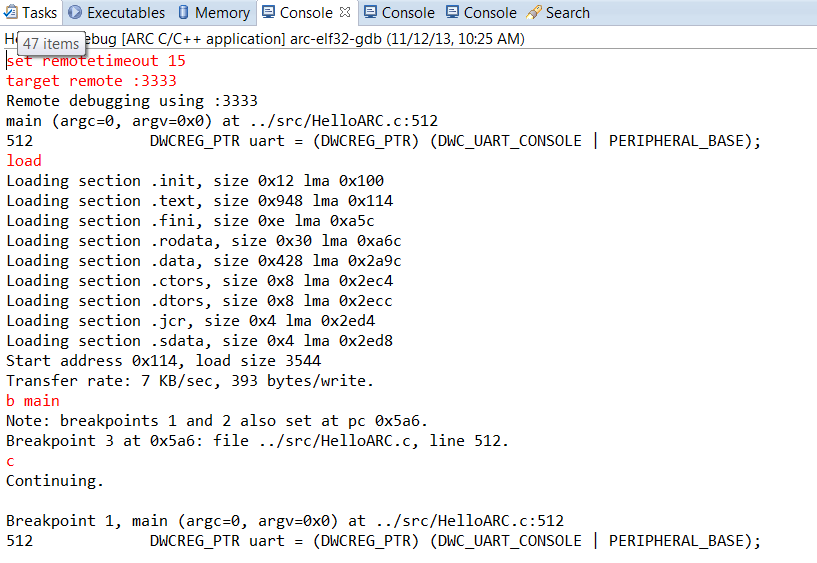 Tasks Executables Memory Console Console Console Search
He ebug [ARC C/C++ application] arc-elf32-gdb (11/12/13, 10:25 AM)
47 items
set remotetimeout 15
target remote :3333
Remote debugging using :3333
main (argc=0, argv=0x0) at ../src/HelloARC.c:512
512             DWCREG_PTR uart = (DWCREG_PTR) (DWC_UART_CONSOLE | PERIPHERAL_BASE);
load
Loading section .init, size 0x12 lma 0x100
Loading section .text, size 0x948 lma 0x114
Loading section .fini, size 0xe lma 0xa5c
Loading section .rodata, size 0x30 lma 0xa6c
Loading section .data, size 0x428 lma 0x2a9c
Loading section .ctors, size 0x8 lma 0x2ec4
Loading section .dtors, size 0x8 lma 0x2ecc
Loading section .jcr, size 0x4 lma 0x2ed4
Loading section .sdata, size 0x4 lma 0x2ed8
Start address 0x114, load size 3544
Transfer rate: 7 KB/sec, 393 bytes/write.
b main
Note: breakpoints 1 and 2 also set at pc 0x5a6.
Breakpoint 3 at 0x5a6: file ../src/HelloARC.c, line 512.
c
Continuing.
Breakpoint 1, main (argc=0, argv=0x0) at ../src/HelloARC.c:512
512             DWCREG_PTR uart = (DWCREG_PTR) (DWC_UART_CONSOLE | PERIPHERAL_BASE);